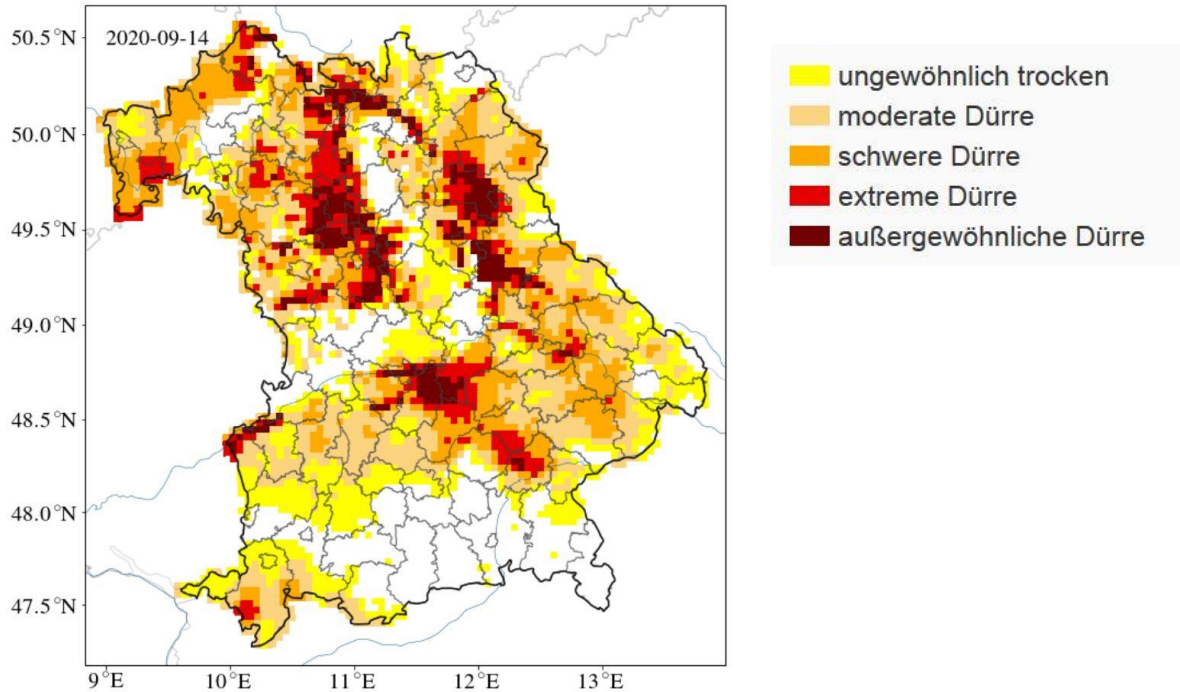 50.5°N
2020-09-14
50.0°N
49.5°N
49.0°N
48.5°N
48.0°N
47.5°N
9°E 10°E 11°E 12°E 13°E
ungewöhnlich trocken
moderate Dürre
schwere Dürre
extreme Dürre
außergewöhnliche Dürre